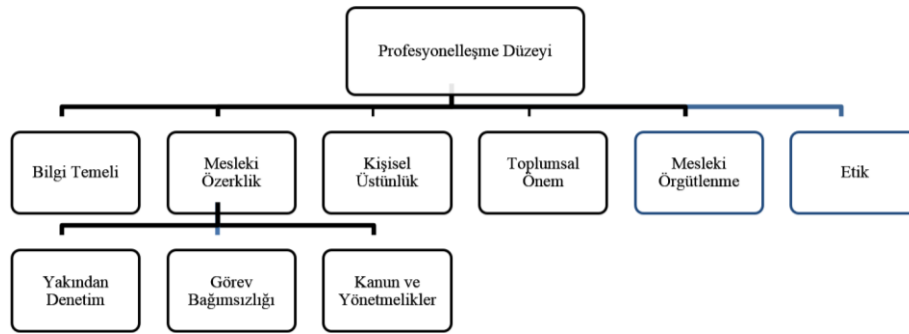 Profesyonelleşme Düzeyi
Bilgi Temeli
Mesleki
Özerklik
Kişisel
Üstünlük
Toplumsal
Önem
Mesleki
Örgütlenme
Etik
Yakından
Denetim
Görev
Bağımsızlığı
Kanun ve
Yönetmelikler